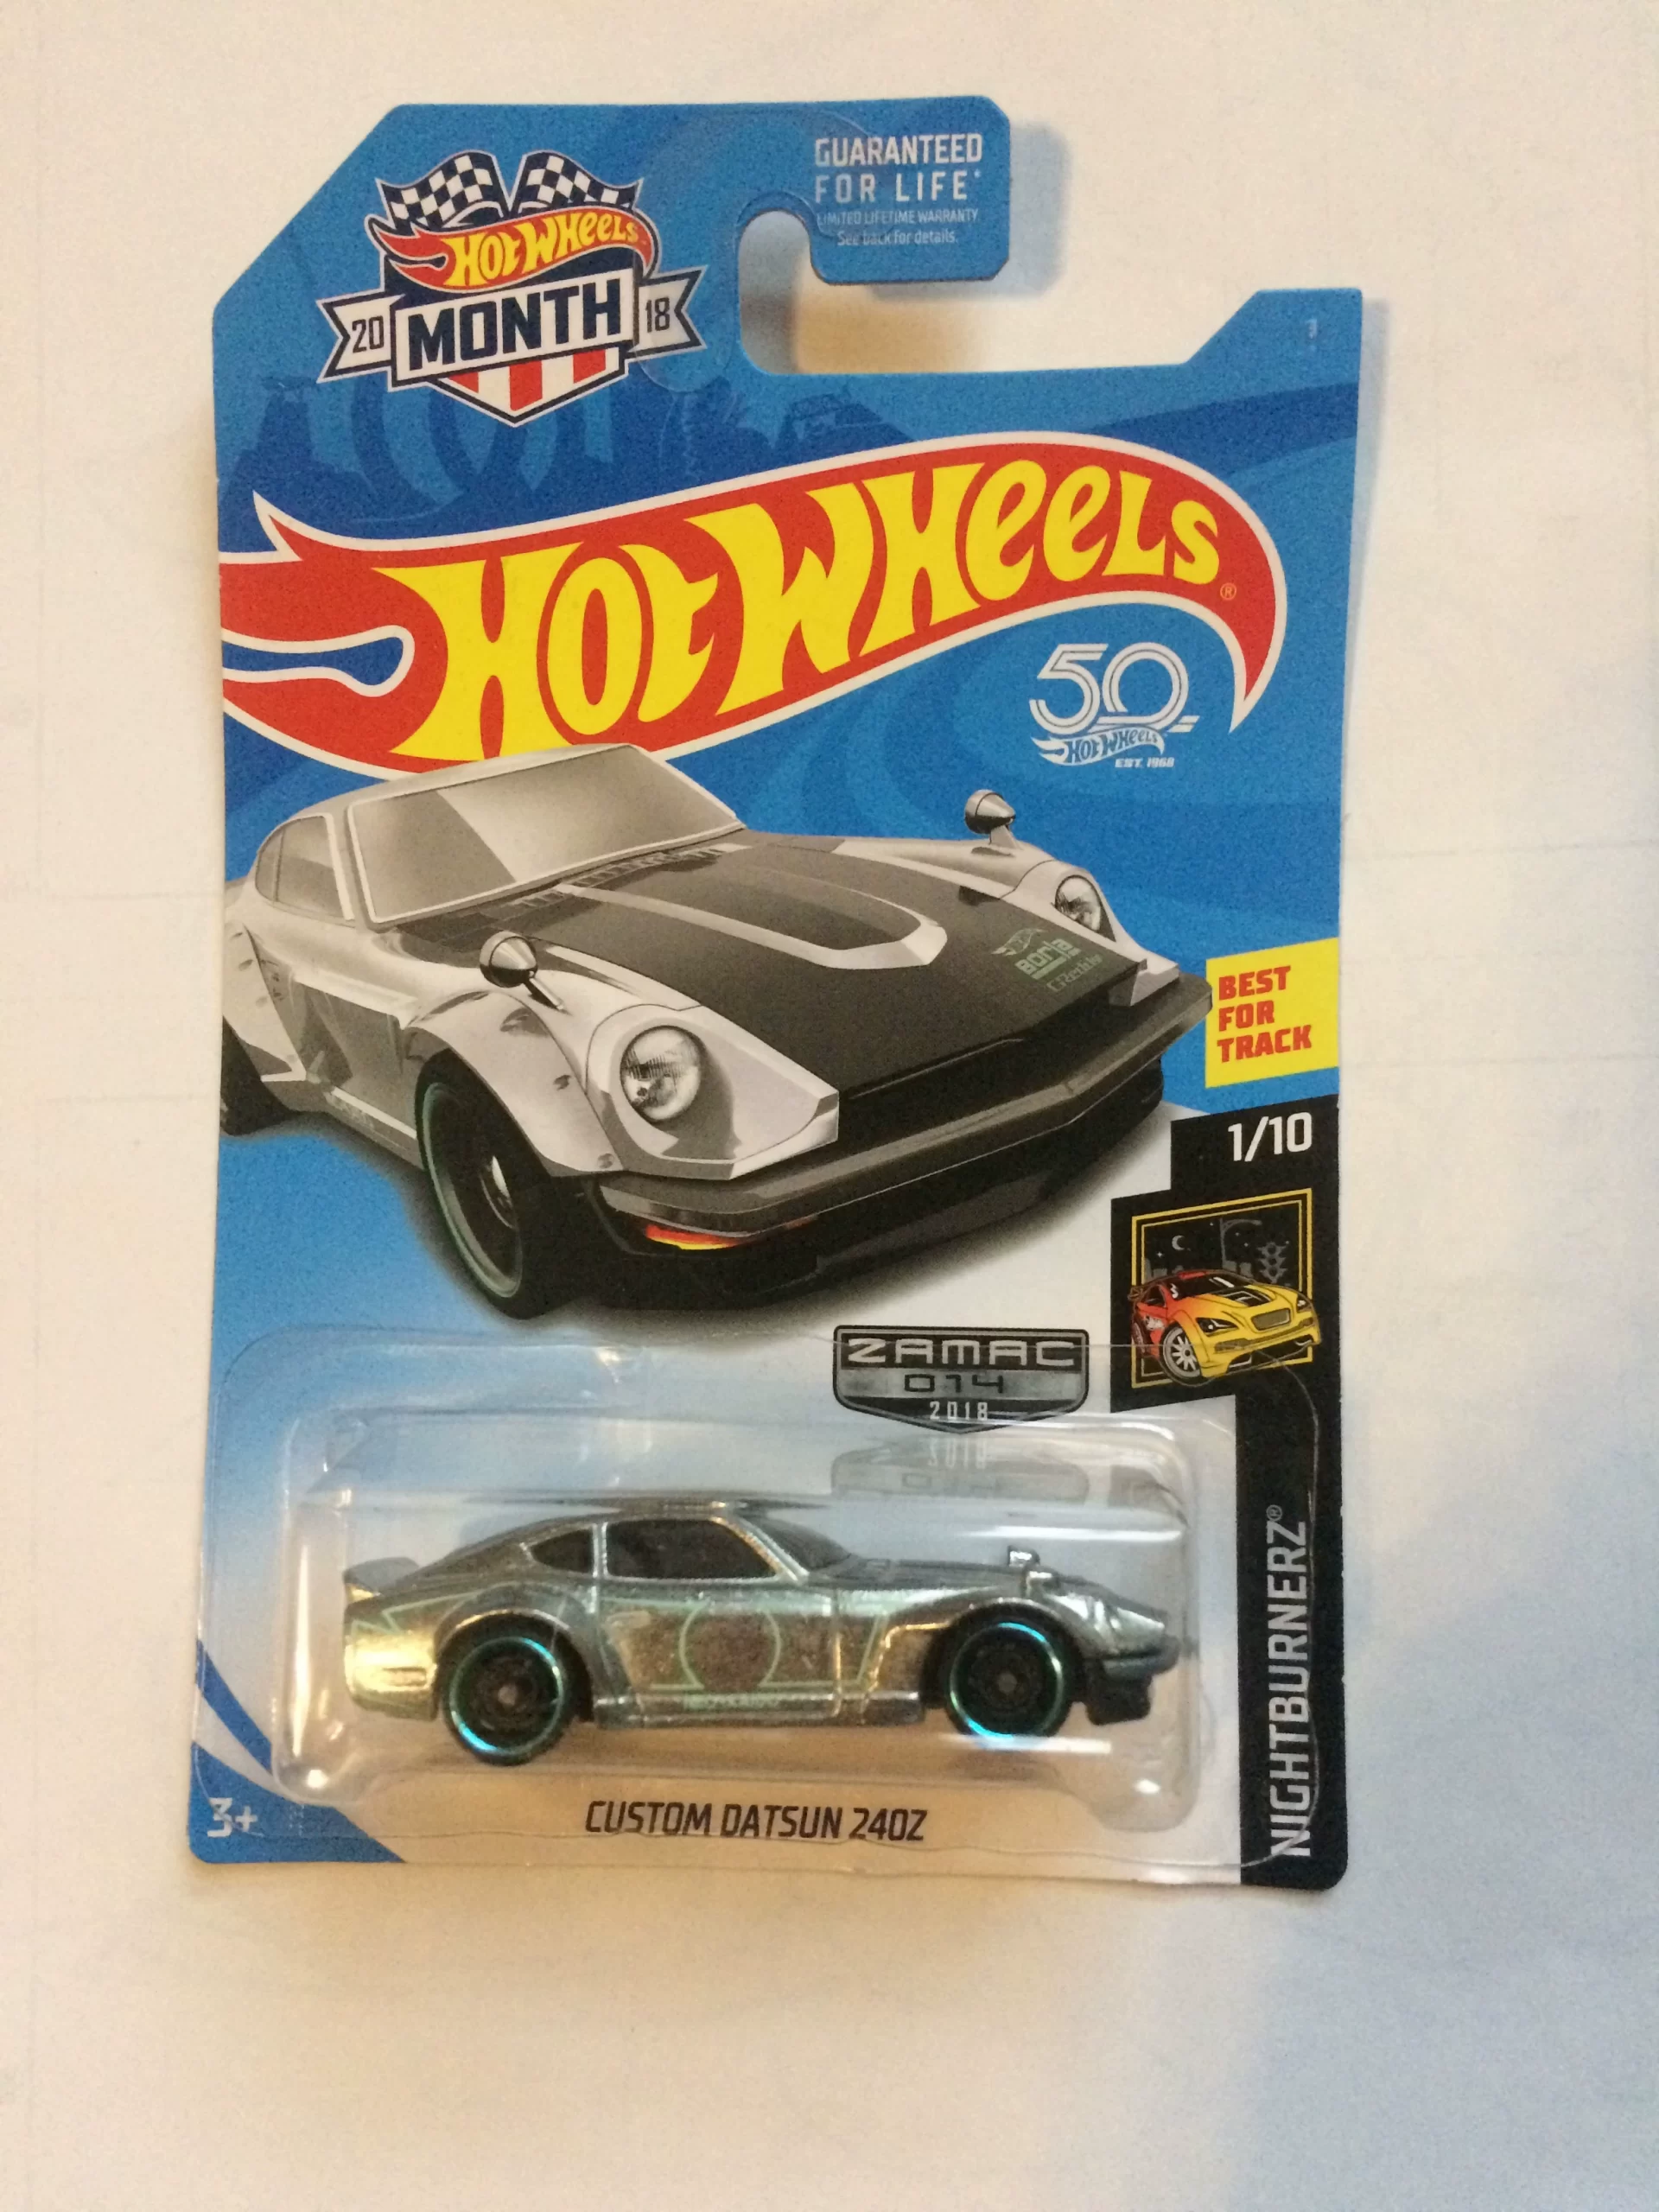 GUARANTEED
FOR LIFE*
LIMITED LIFETIME WARRANTY.
See back for details.
HOT WHEELS
20 MONTH 18
HOT WHEELS®
50
HOT WHEELS
EST. 1968
Borla
BEST
FOR
TRACK
1/10
ZAMAC
014
2018
NIGHTBURNERZ®
3+
CUSTOM DATSUN 240Z